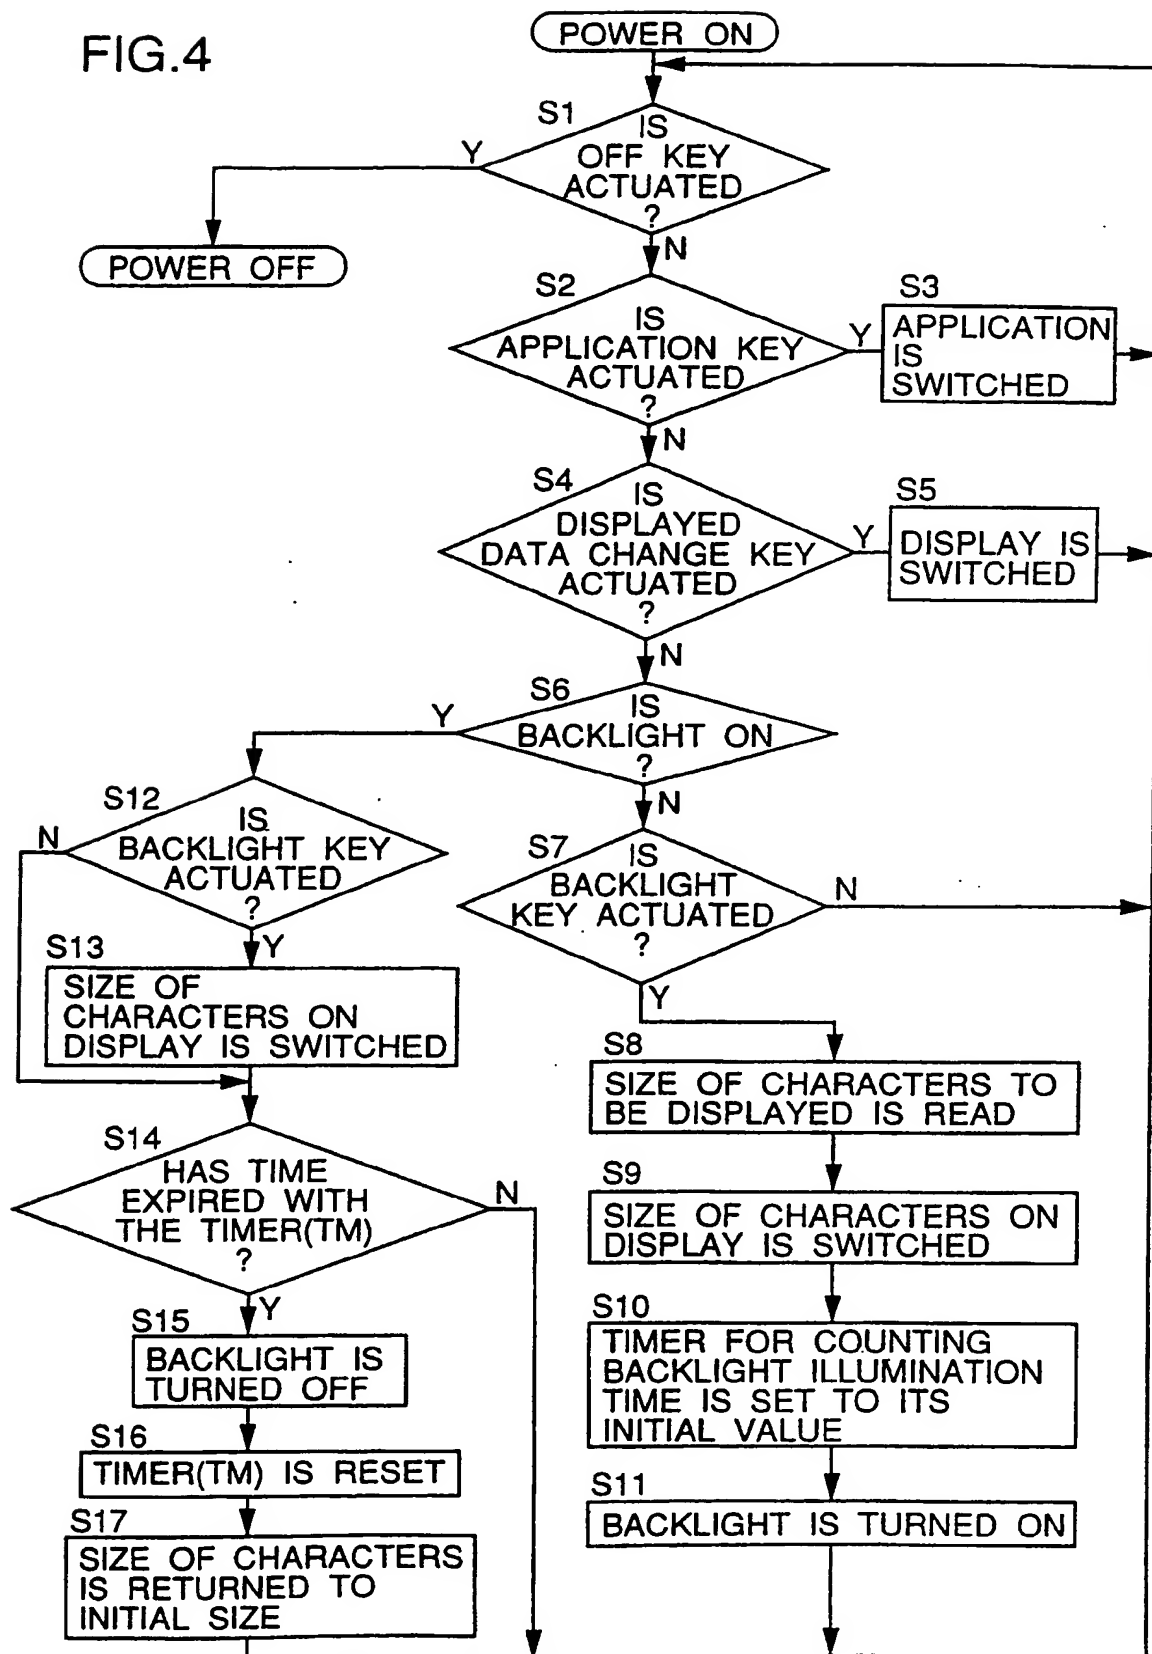 FIG.4
POWER ON
S1
IS
OFF KEY
ACTUATED
?
Y
N
POWER OFF
S2
IS
APPLICATION KEY
ACTUATED
?
Y
N
S3
APPLICATION
IS
SWITCHED
S4
IS
DISPLAYED
DATA CHANGE KEY
ACTUATED
?
Y
N
S5
DISPLAY IS
SWITCHED
S6
IS
BACKLIGHT ON
?
Y
N
S12
IS
BACKLIGHT KEY
ACTUATED
?
N
Y
S7
IS
BACKLIGHT
KEY ACTUATED
?
N
Y
S13
SIZE OF
CHARACTERS ON
DISPLAY IS SWITCHED
S8
SIZE OF CHARACTERS TO
BE DISPLAYED IS READ
S14
HAS TIME
EXPIRED WITH
THE TIMER(TM)
?
N
Y
S9
SIZE OF CHARACTERS ON
DISPLAY IS SWITCHED
S10
TIMER FOR COUNTING
BACKLIGHT ILLUMINATION
TIME IS SET TO ITS
INITIAL VALUE
S15
BACKLIGHT IS
TURNED OFF
S16
TIMER(TM) IS RESET
S11
BACKLIGHT IS TURNED ON
S17
SIZE OF CHARACTERS
IS RETURNED TO
INITIAL SIZE